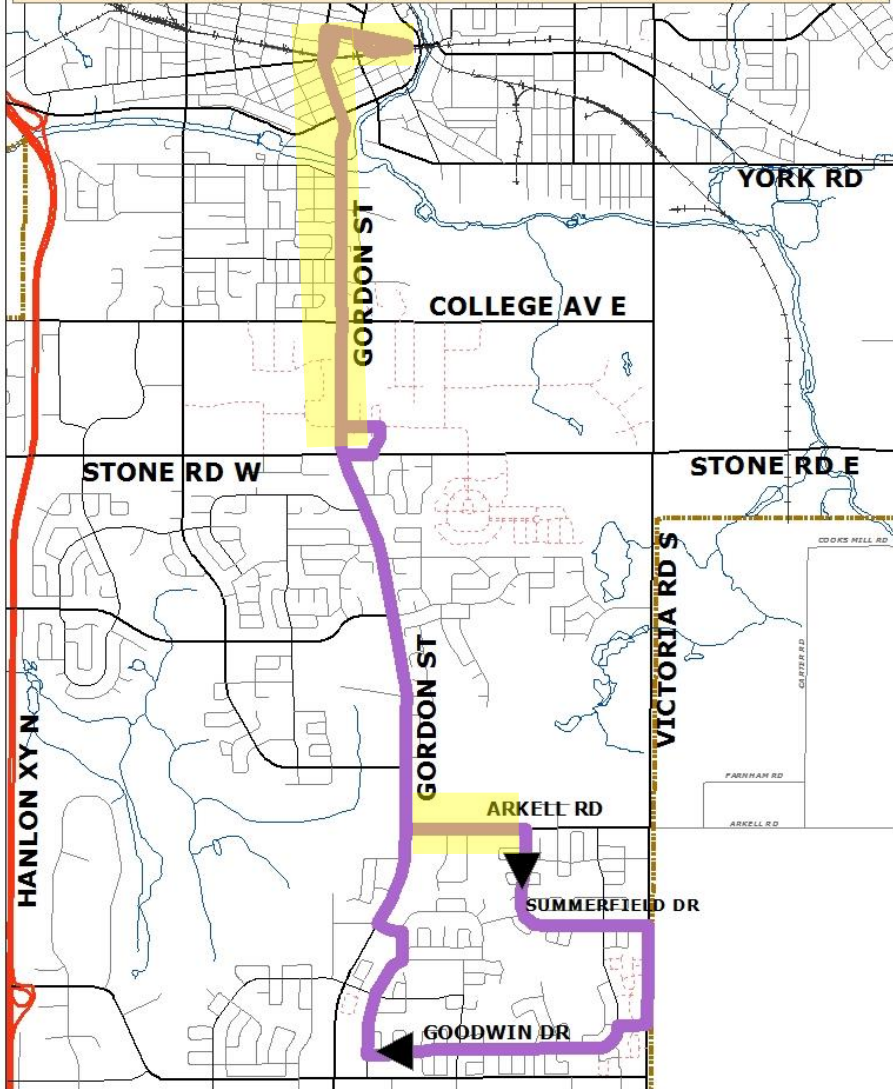 YORK RD
GORDON ST
COLLEGE AV E
STONE RD W
STONE RD E
COOKS MILL RD
VICTORIA RD S
CARTER RD
GORDON ST
HANLON XY N
FARNHAM RD
ARKELL RD
ARKELL RD
SUMMERFIELD DR
GOODWIN DR